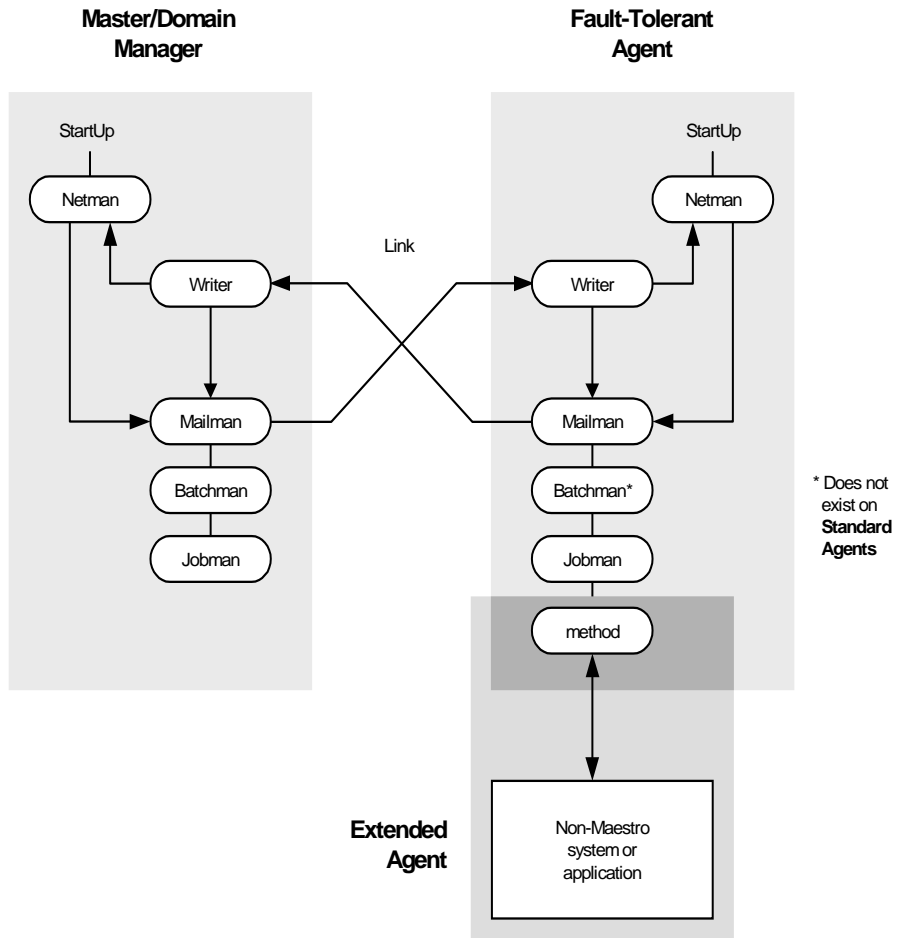 Master/Domain
Manager
Fault-Tolerant
Agent
StartUp
StartUp
Netman
Netman
Link
Writer
Writer
Mailman
Mailman
Batchman
Batchman*
* Does not
exist on
Standard
Agents
Jobman
Jobman
method
Extended
Agent
Non-Maestro
system or
application